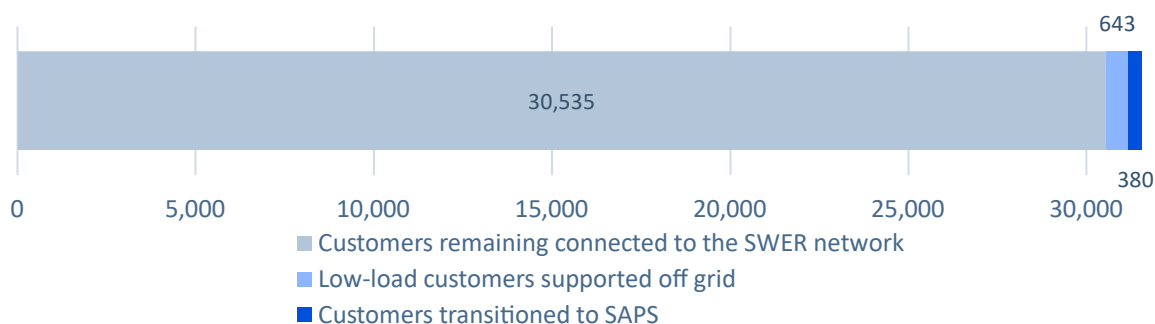 643
30,535
380
0 5,000 10,000 15,000 20,000 25,000 30,000
Customers remaining connected to the SWER network
Low-load customers supported off grid
Customers transitioned to SAPS